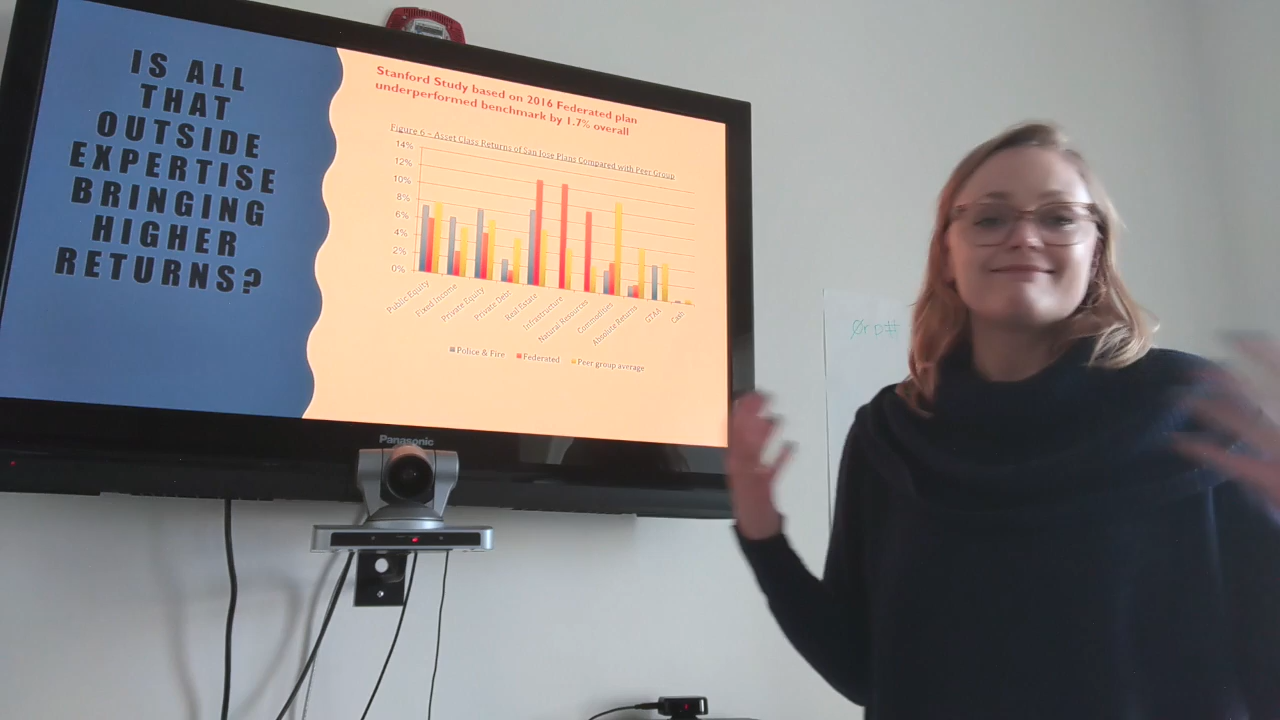 IS ALL
THAT
OUTSIDE
EXPERTISE
BRINGING
HIGHER
RETURNS?
Stanford Study based on 2016 Federated plan
underperformed benchmark by 1.7% overall
Figure 6 – Asset Class Returns of San Jose Plans Compared with Peer Group
14%
12%
10%
8%
6%
4%
2%
0%
Public Equity
Fixed Income
Private Equity
Private Debt
Real Estate
Infrastructure
Natural Resources
Commodities
Absolute Returns
GTAA
Cash
Police & Fire
Federated
Peer group average
Panasonic